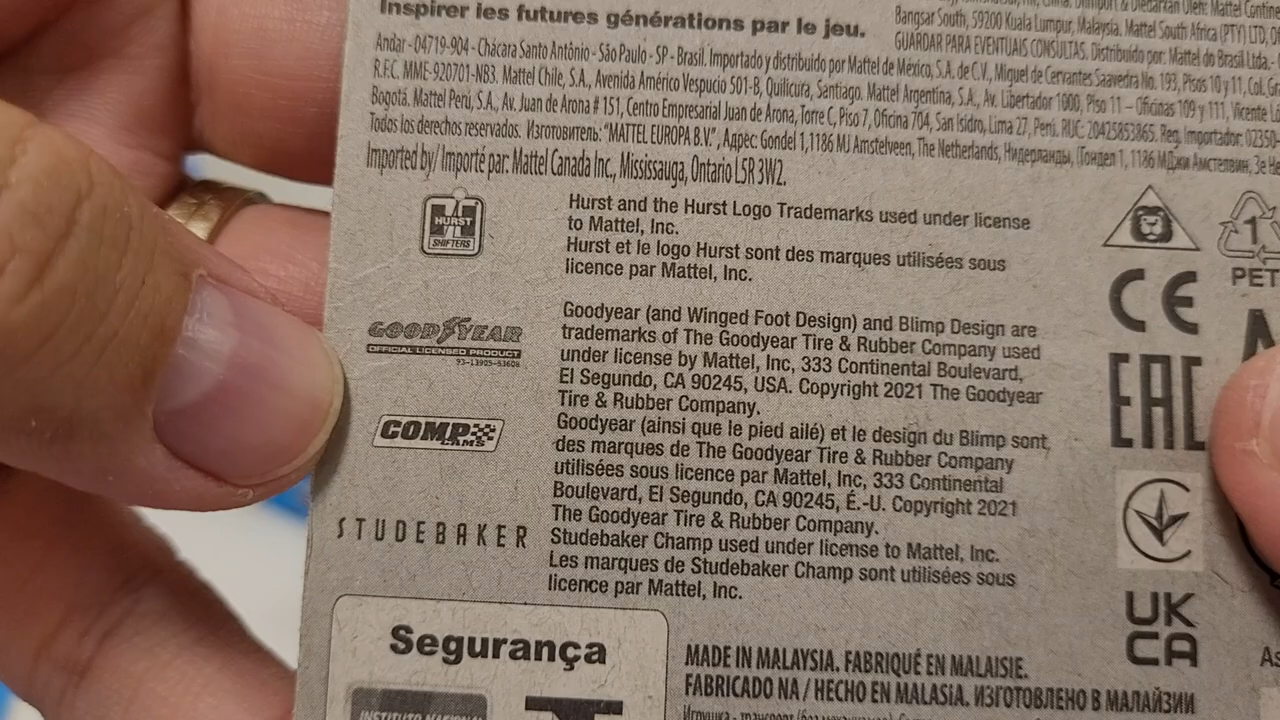 Inspirer les futures générations par le jeu.
Bangsar South, 59200 Kuala Lumpur, Malaysia. Mattel South Africa (PTY) LTD,
GUARDAR PARA EVENTUAIS CONSULTAS. Distribuido por: Mattel do Brasil Ltda.-
Andar - 04719-904 - Chácara Santo Antônio - São Paulo - SP - Brasil. Importado y distribuido por Mattel de México, S.A. de C.V., Miguel de Cervantes Saavedra No. 193, Pisos 10 y 11, Col.
R.F.C. MME-920701-NB3. Mattel Chile, S.A., Avenida Américo Vespucio 501-B, Quilicura, Santiago. Mattel Argentina, S.A., Av. Libertador 1000, Piso 11 – Oficinas 109 y 111, Vicente
Bogotá. Mattel Perú, S.A., Av. Juan de Arona # 151, Centro Empresarial Juan de Arona, Torre C, Piso 7, Oficina 704, San Isidro, Lima 27, Perú. RUC: 20425853865. Reg. Importador: 02350-
Todos los derechos reservados. Изготовитель: "MATTEL EUROPA B.V.", Адрес: Gondel 1, 1186 MJ Amstelveen, The Netherlands, Нидерланды,
Imported by/ Importé par: Mattel Canada Inc., Mississauga, Ontario L5R 3W2.
HURST
SHIFTERS
Hurst and the Hurst Logo Trademarks used under license
to Mattel, Inc.
Hurst et le logo Hurst sont des marques utilisées sous
licence par Mattel, Inc.
GOODYEAR
OFFICIAL LICENSED PRODUCT
93-13905-53608
Goodyear (and Winged Foot Design) and Blimp Design are
trademarks of The Goodyear Tire & Rubber Company used
under license by Mattel, Inc, 333 Continental Boulevard,
El Segundo, CA 90245, USA. Copyright 2021 The Goodyear
Tire & Rubber Company.
Goodyear (ainsi que le pied ailé) et le design du Blimp sont
des marques de The Goodyear Tire & Rubber Company
utilisées sous licence par Mattel, Inc, 333 Continental
Boulevard, El Segundo, CA 90245, É.-U. Copyright 2021
The Goodyear Tire & Rubber Company.
COMP
CAMS
STUDEBAKER
Studebaker Champ used under license to Mattel, Inc.
Les marques de Studebaker Champ sont utilisées sous
licence par Mattel, Inc.
1
PET
CE
EAC
UK
CA
Segurança
INSTITUTO NACIONAL
MADE IN MALAYSIA. FABRIQUÉ EN MALAISIE.
FABRICADO NA / HECHO EN MALASIA. ИЗГОТОВЛЕНО В МАЛАЙЗИИ